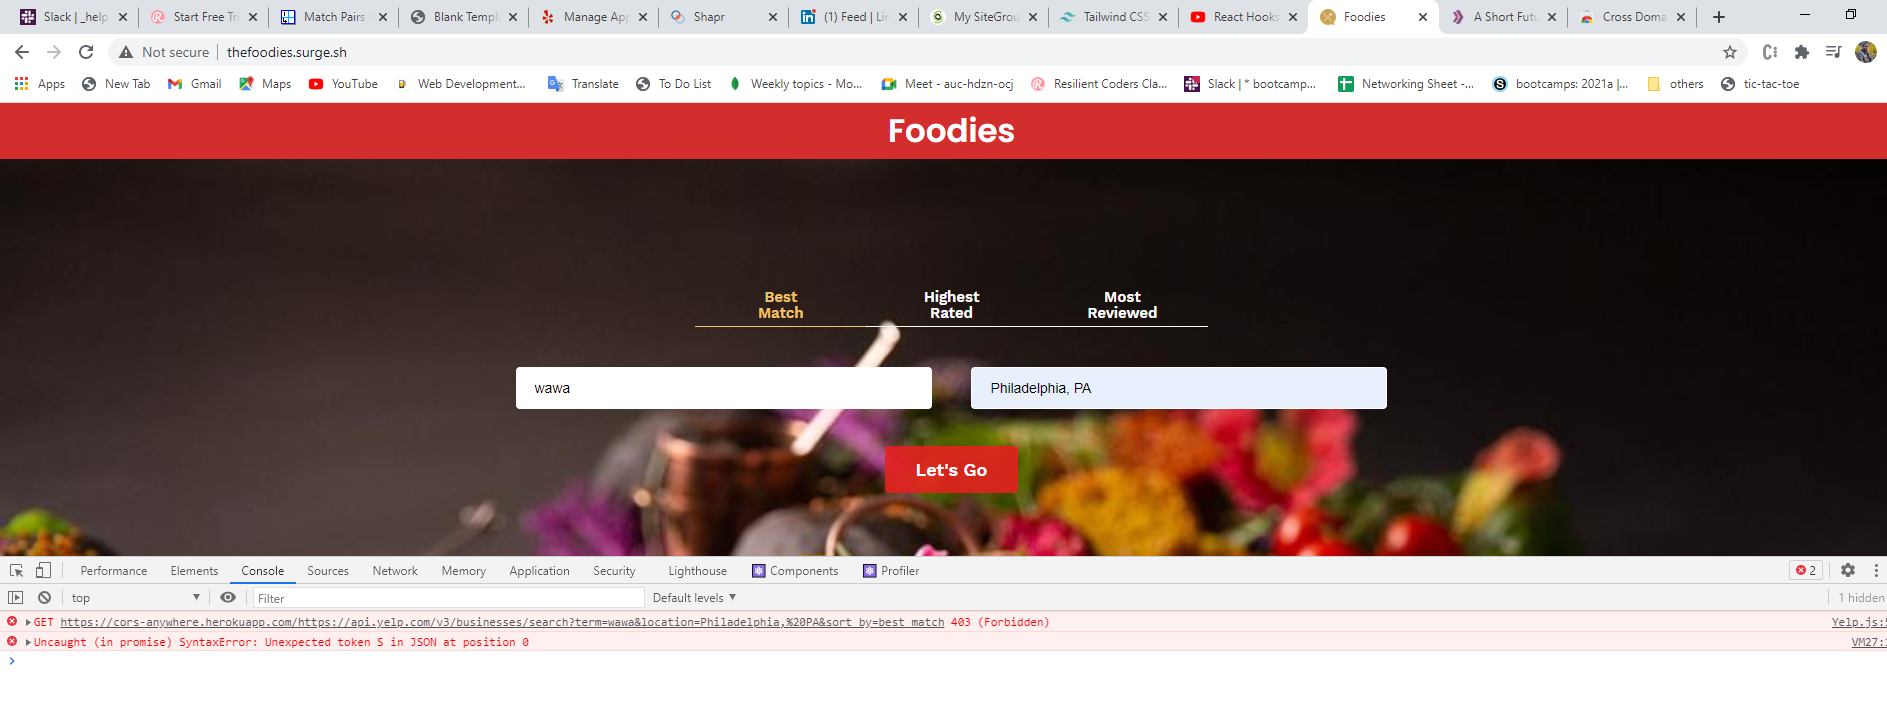 Slack | _help
Start Free Tr
Match Pairs
Blank Templ
Manage App
Shapr
(1) Feed | Lin
My SiteGrou
Tailwind CSS
React Hooks
Foodies
A Short Futu
Cross Doma
Not secure
thefoodies.surge.sh
Apps
New Tab
Gmail
Maps
YouTube
Web Development...
Translate
To Do List
Weekly topics - Mo...
Meet - auc-hdzn-ocj
Resilient Coders Cla...
Slack | * bootcamp...
Networking Sheet -...
bootcamps: 2021a |...
others
tic-tac-toe
Foodies
Best
Match
Highest
Rated
Most
Reviewed
wawa
Philadelphia, PA
Let's Go
Performance
Elements
Console
Sources
Network
Memory
Application
Security
Lighthouse
Components
Profiler
2
top
Filter
Default levels
1 hidden
GET https://cors-anywhere.herokuapp.com/https://api.yelp.com/v3/businesses/search?term=wawa&location=Philadelphia,%20PA&sort_by=best_match 403 (Forbidden)
Yelp.js:5
Uncaught (in promise) SyntaxError: Unexpected token S in JSON at position 0
VM27:1